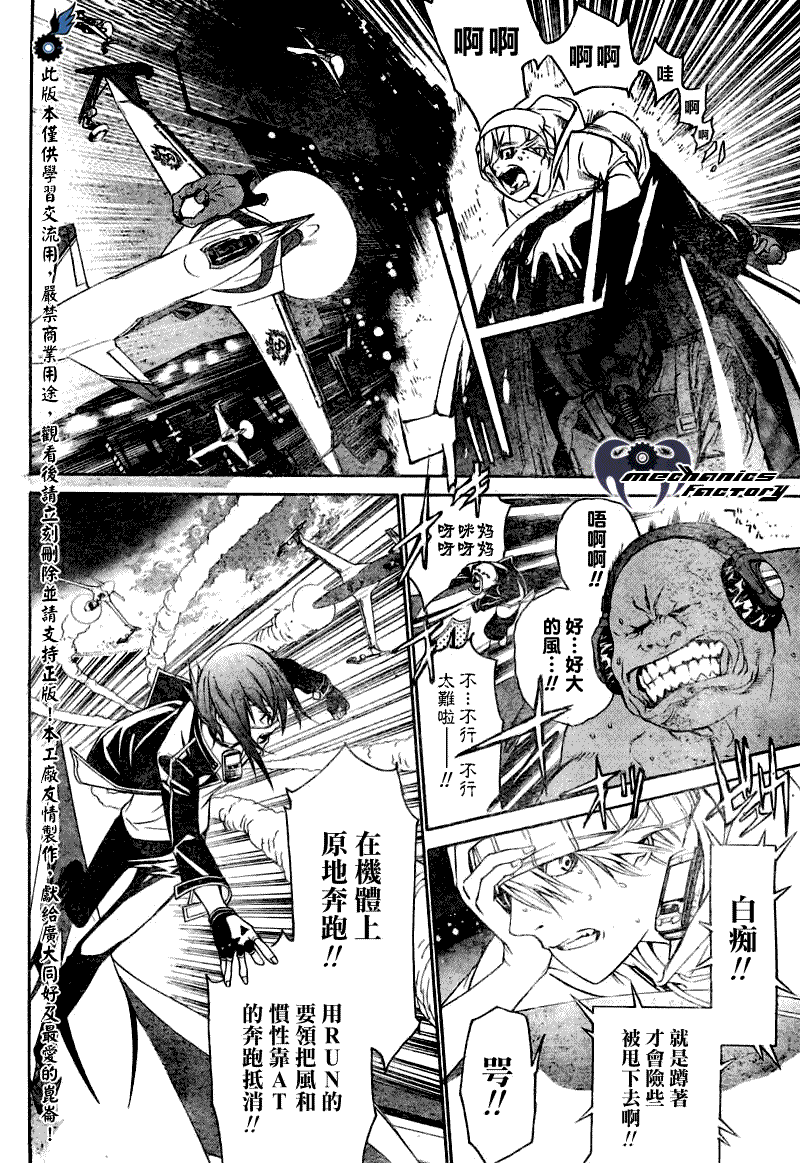 啊啊
啊啊
哇
啊
啊
mechanics
Factory
唔啊啊!!
好…好大
的風…!!
妈妈
咪呀
呀呀
不…不行 不行
太難啦——!!
白痴!!
就是蹲著
才會險些
被甩下去啊!!
咢!!
在機體上
原地奔跑!!
用RUN的
要領把風和
慣性靠AT
的奔跑抵消!!
此版本僅供學習交流用，嚴禁商業用途，觀看後請立刻刪除並請支持正版！本工廠友情製作，獻給廣大同好及最愛的崑崙！